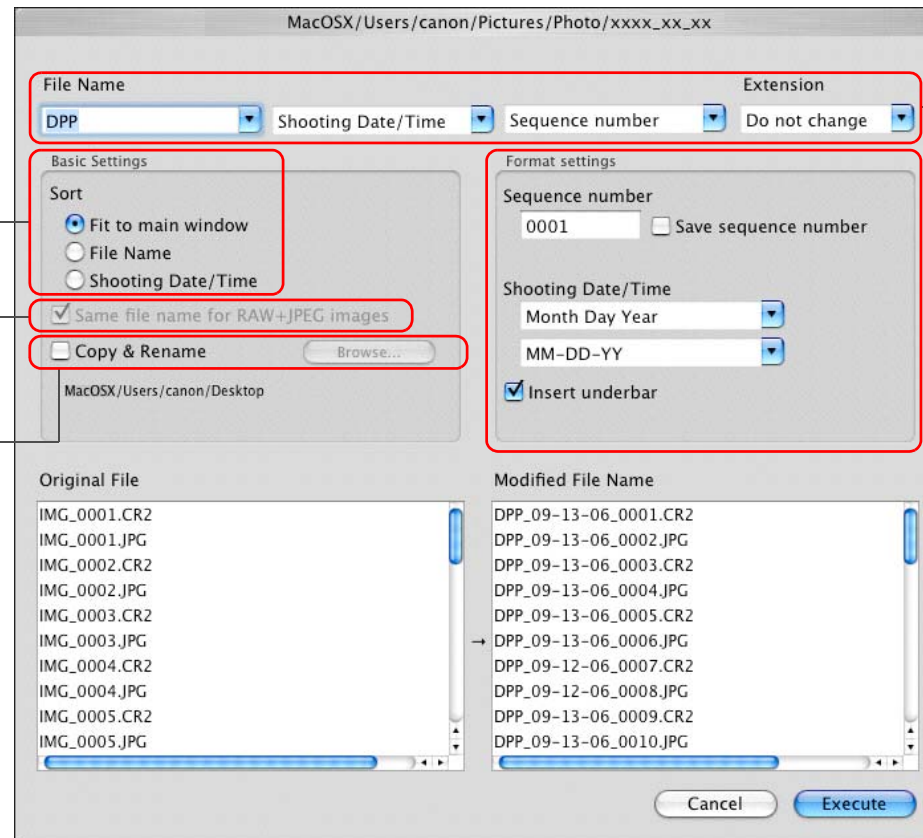 MacOSX/Users/canon/Pictures/Photo/xxxx_xx_xx
File Name
Extension
DPP
Shooting Date/Time
Sequence number
Do not change
Basic Settings
Sort
Fit to main window
File Name
Shooting Date/Time
Same file name for RAW+JPEG images
Copy & Rename
Browse...
MacOSX/Users/canon/Desktop
Format settings
Sequence number
0001
Save sequence number
Shooting Date/Time
Month Day Year
MM-DD-YY
Insert underbar
Original File
IMG_0001.CR2
IMG_0001.JPG
IMG_0002.CR2
IMG_0002.JPG
IMG_0003.CR2
IMG_0003.JPG
IMG_0004.CR2
IMG_0004.JPG
IMG_0005.CR2
IMG_0005.JPG
→
Modified File Name
DPP_09-13-06_0001.CR2
DPP_09-13-06_0002.JPG
DPP_09-13-06_0003.CR2
DPP_09-13-06_0004.JPG
DPP_09-13-06_0005.CR2
DPP_09-13-06_0006.JPG
DPP_09-12-06_0007.CR2
DPP_09-12-06_0008.JPG
DPP_09-13-06_0009.CR2
DPP_09-13-06_0010.JPG
Cancel
Execute